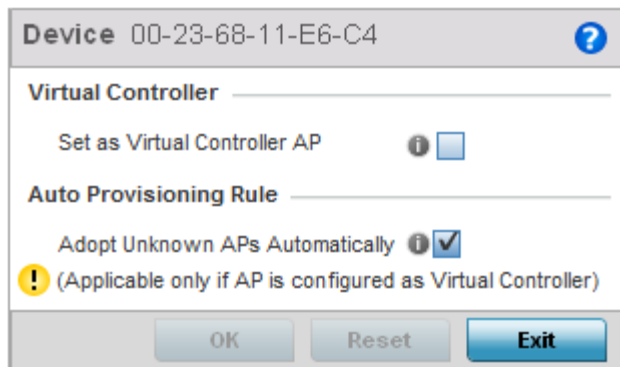 Device 00-23-68-11-E6-C4 ?
Virtual Controller
Set as Virtual Controller AP i
Auto Provisioning Rule
Adopt Unknown APs Automatically i
! (Applicable only if AP is configured as Virtual Controller)
OK Reset Exit